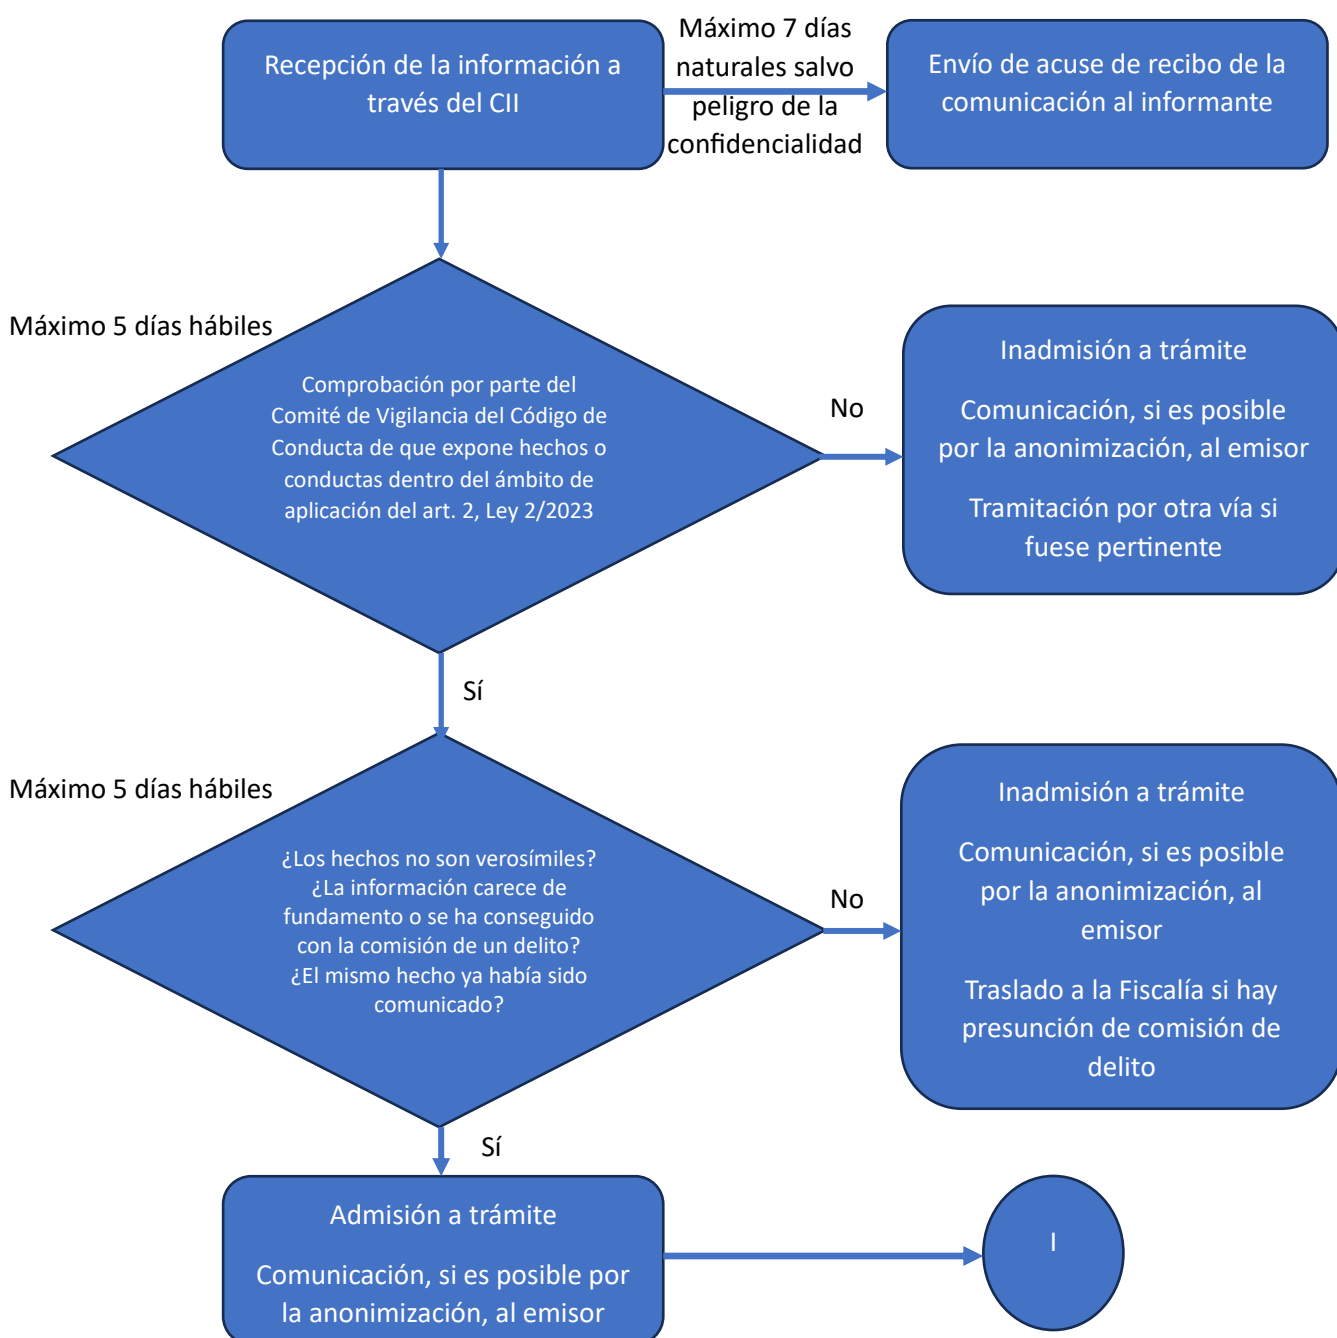 Recepción de la información a
través del CII
Máximo 7 días
naturales salvo
peligro de la
confidencialidad
Envío de acuse de recibo de la
comunicación al informante
Máximo 5 días hábiles
Comprobación por parte del
Comité de Vigilancia del Código de
Conducta de que expone hechos o
conductas dentro del ámbito de
aplicación del art. 2, Ley 2/2023
No
Inadmisión a trámite
Comunicación, si es posible
por la anonimización, al emisor
Tramitación por otra vía si
fuese pertinente
Sí
Máximo 5 días hábiles
¿Los hechos no son verosímiles?
¿La información carece de
fundamento o se ha conseguido
con la comisión de un delito?
¿El mismo hecho ya había sido
comunicado?
No
Inadmisión a trámite
Comunicación, si es posible
por la anonimización, al
emisor
Traslado a la Fiscalía si hay
presunción de comisión de
delito
Sí
Admisión a trámite
Comunicación, si es posible por
la anonimización, al emisor
I